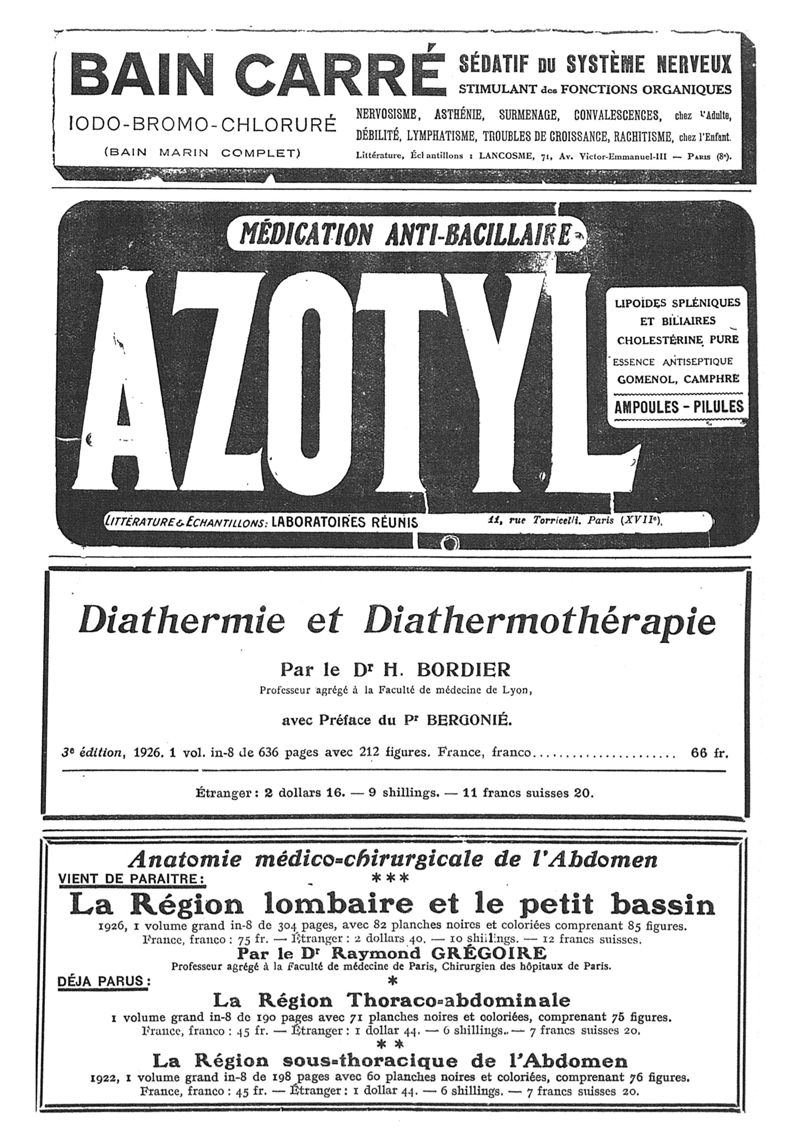 BAIN CARRÉ
SÉDATIF DU SYSTÈME NERVEUX
STIMULANT des FONCTIONS ORGANIQUES
IODO-BROMO-CHLORURÉ
(BAIN MARIN COMPLET)
NERVOSISME, ASTHÉNIE, SURMENAGE, CONVALESCENCES, chez l'Adulte,
DÉBILITÉ, LYMPHATISME, TROUBLES DE CROISSANCE, RACHITISME, chez l'Enfant.
Littérature, Échantillons : LANCOSME, 71, Av. Victor-Emmanuel-III — PARIS (8e).
MÉDICATION ANTI-BACILLAIRE
AZOTYL
LIPOÏDES SPLÉNIQUES
ET BILIAIRES
CHOLESTÉRINE PURE
ESSENCE ANTISEPTIQUE
GOMENOL, CAMPHRE
AMPOULES - PILULES
LITTÉRATURE & ÉCHANTILLONS: LABORATOIRES RÉUNIS 11, rue Torricelli. Paris (XVIIe).
Diathermie et Diathermothérapie
Par le Dr H. BORDIER
Professeur agrégé à la Faculté de médecine de Lyon,
avec Préface du Pr BERGONIÉ.
3e édition, 1926. 1 vol. in-8 de 636 pages avec 212 figures. France, franco...................... 66 fr.
Étranger : 2 dollars 16. — 9 shillings. — 11 francs suisses 20.
Anatomie médico=chirurgicale de l'Abdomen
VIENT DE PARAITRE :
***
La Région lombaire et le petit bassin
1926, 1 volume grand in-8 de 304 pages, avec 82 planches noires et coloriées comprenant 85 figures.
France, franco : 75 fr. — Étranger : 2 dollars 40. — 10 shillings. — 12 francs suisses.
Par le Dr Raymond GRÉGOIRE
Professeur agrégé à la Faculté de médecine de Paris, Chirurgien des hôpitaux de Paris.
DÉJA PARUS :
*
La Région Thoraco=abdominale
1 volume grand in-8 de 190 pages avec 71 planches noires et coloriées, comprenant 75 figures.
France, franco : 45 fr. — Étranger : 1 dollar 44. — 6 shillings. — 7 francs suisses 20.
**
La Région sous=thoracique de l'Abdomen
1922, 1 volume grand in-8 de 198 pages avec 60 planches noires et coloriées, comprenant 76 figures.
France, franco : 45 fr. — Étranger : 1 dollar 44. — 6 shillings. — 7 francs suisses 20.